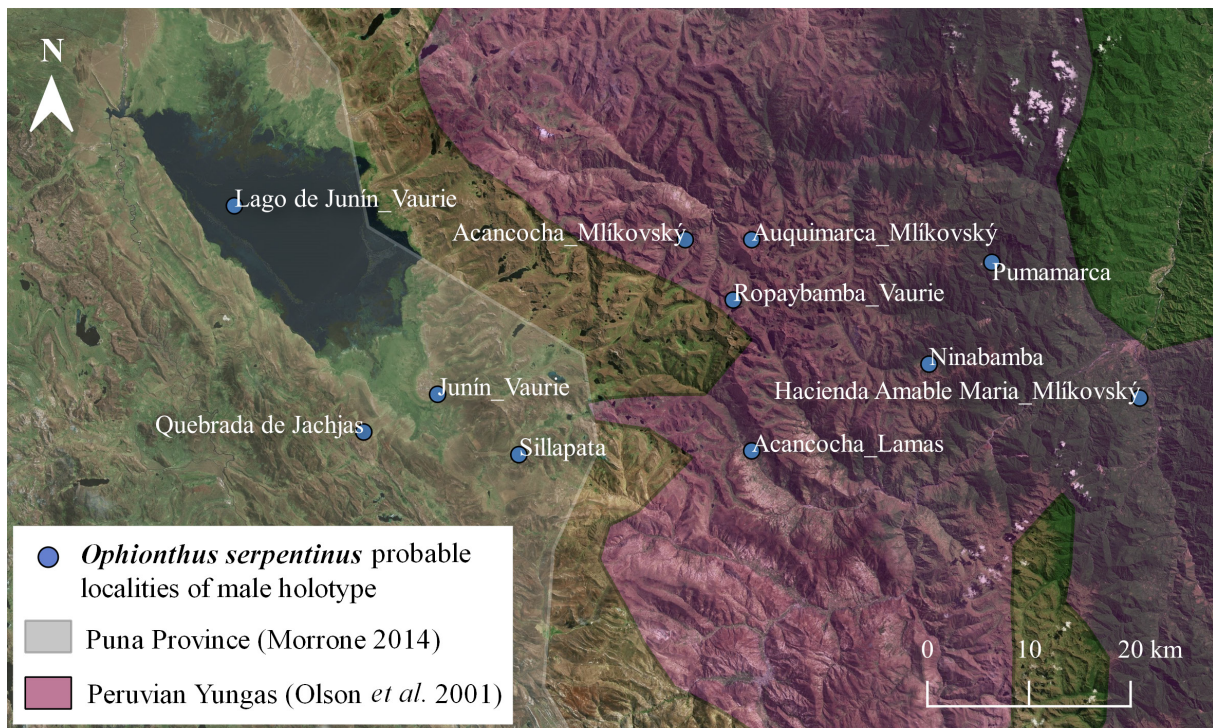 N
Lago de Junín_Vaurie
Acancocha_Mlíkovský
Auquimarca_Mlíkovský
Pumamarca
Ropaybamba_Vaurie
Ninabamba
Hacienda Amable Maria_Mlíkovský
Junín_Vaurie
Quebrada de Jachjas
Sillapata
Acancocha_Lamas
Ophionthus serpentinus probable
localities of male holotype
Puna Province (Morrone 2014)
Peruvian Yungas (Olson et al. 2001)
0 10 20 km